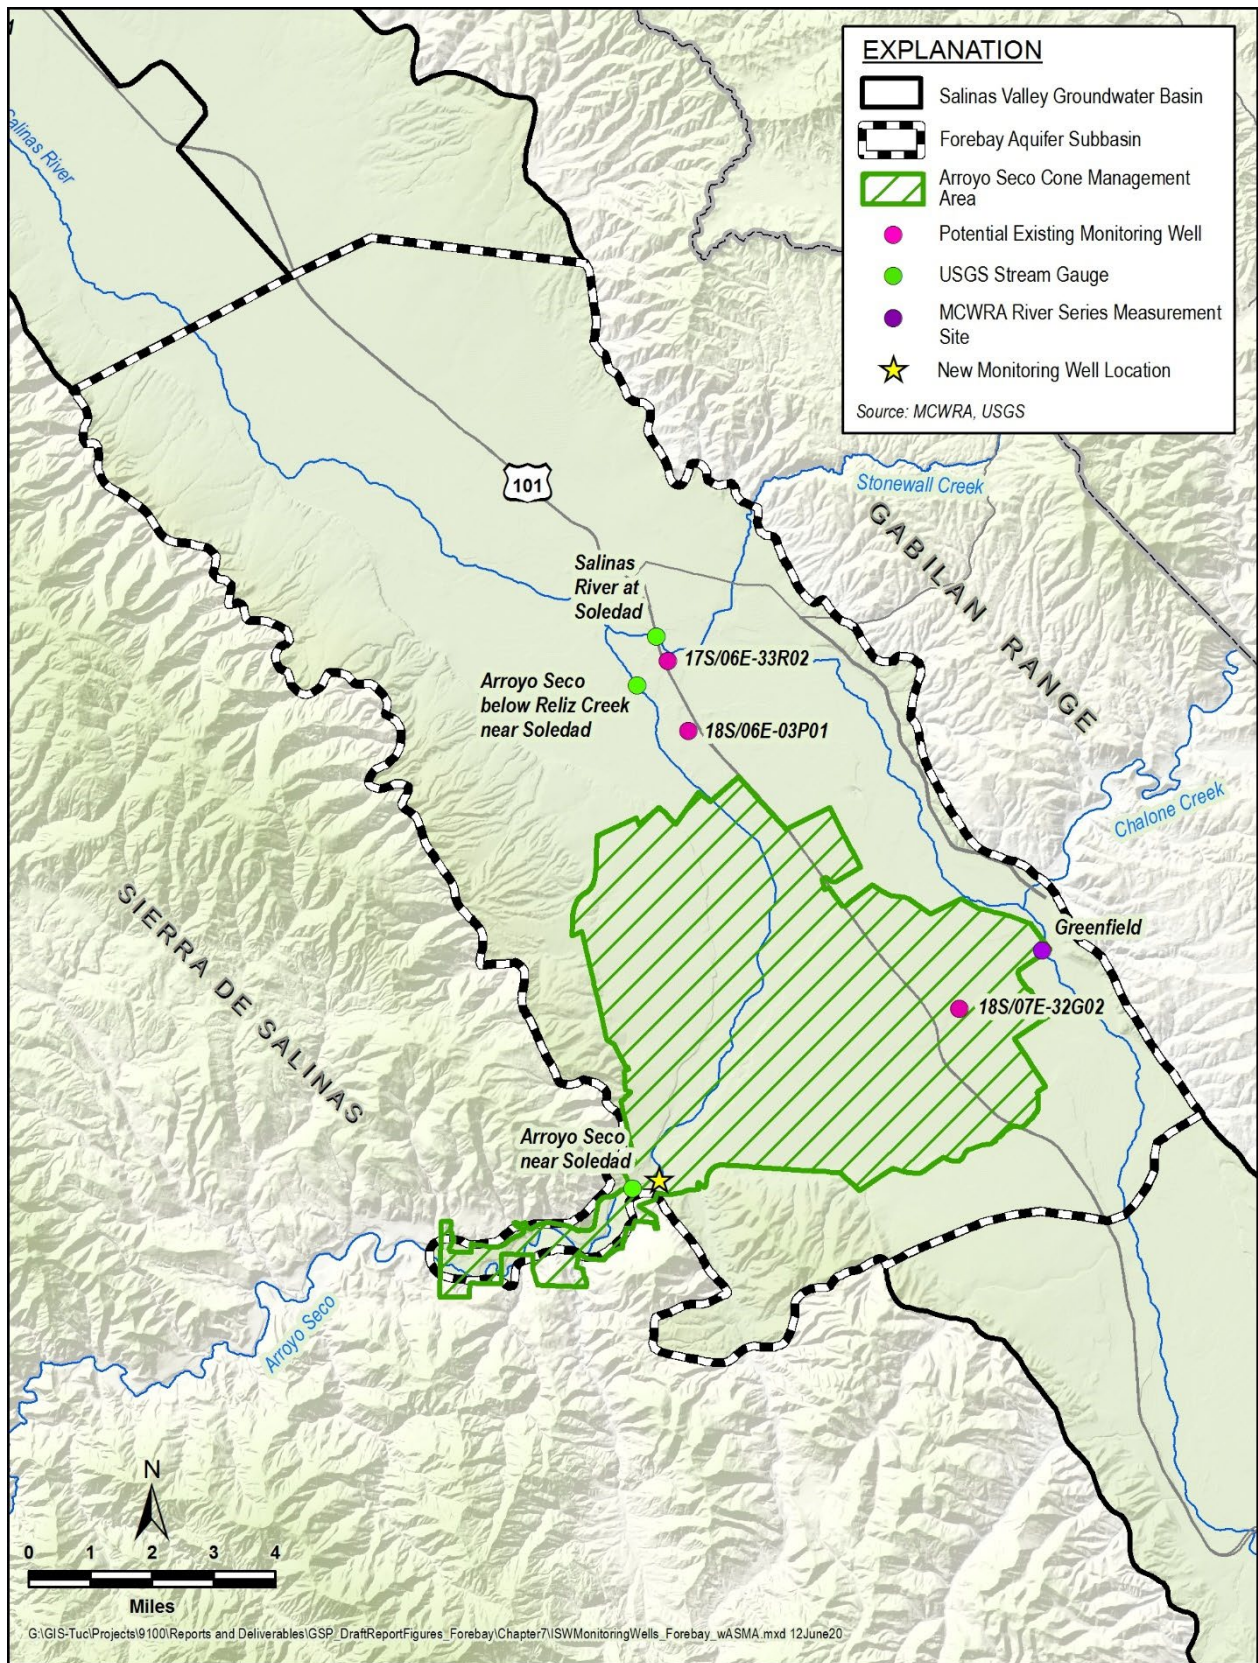 EXPLANATION
Salinas Valley Groundwater Basin
Forebay Aquifer Subbasin
Arroyo Seco Cone Management
Area
Potential Existing Monitoring Well
USGS Stream Gauge
MCWRA River Series Measurement
Site
New Monitoring Well Location
Source: MCWRA, USGS
Salinas River
101
Stonewall Creek
GABILAN RANGE
Salinas
River at
Soledad
17S/06E-33R02
Arroyo Seco
below Reliz Creek
near Soledad
18S/06E-03P01
Chalone Creek
SIERRA DE SALINAS
Greenfield
18S/07E-32G02
Arroyo Seco
near Soledad
Arroyo Seco
N
0 1 2 3 4
Miles
G:\GIS-Tuc\Projects\9100\Reports and Deliverables\GSP_DraftReportFigures_Forebay\Chapter7\ISWMonitoringWells_Forebay_wASMA.mxd 12June20